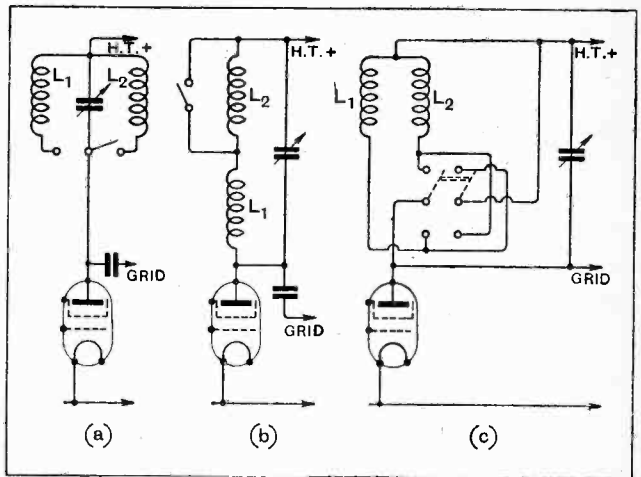 H.T.+
L1
L2
GRID
(a)
H.T.+
L2
L1
GRID
(b)
H.T.+
L1
L2
GRID
(c)